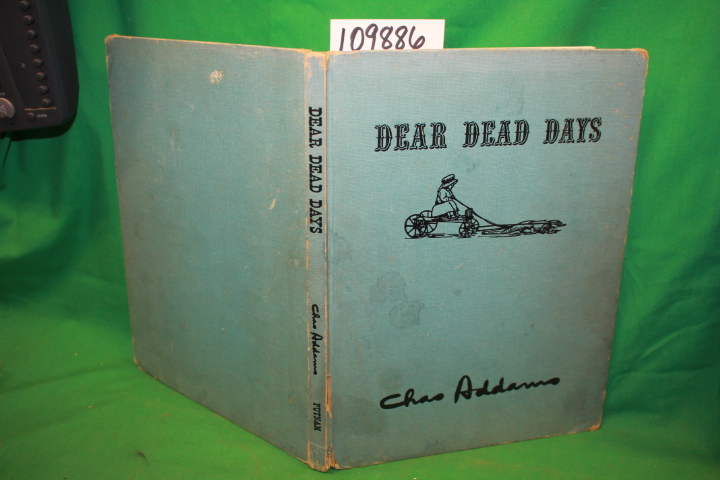 109886
DEAR DEAD DAYS
Chas Addams
DEAR DEAD DAYS
Chas Addams
PUTNAM